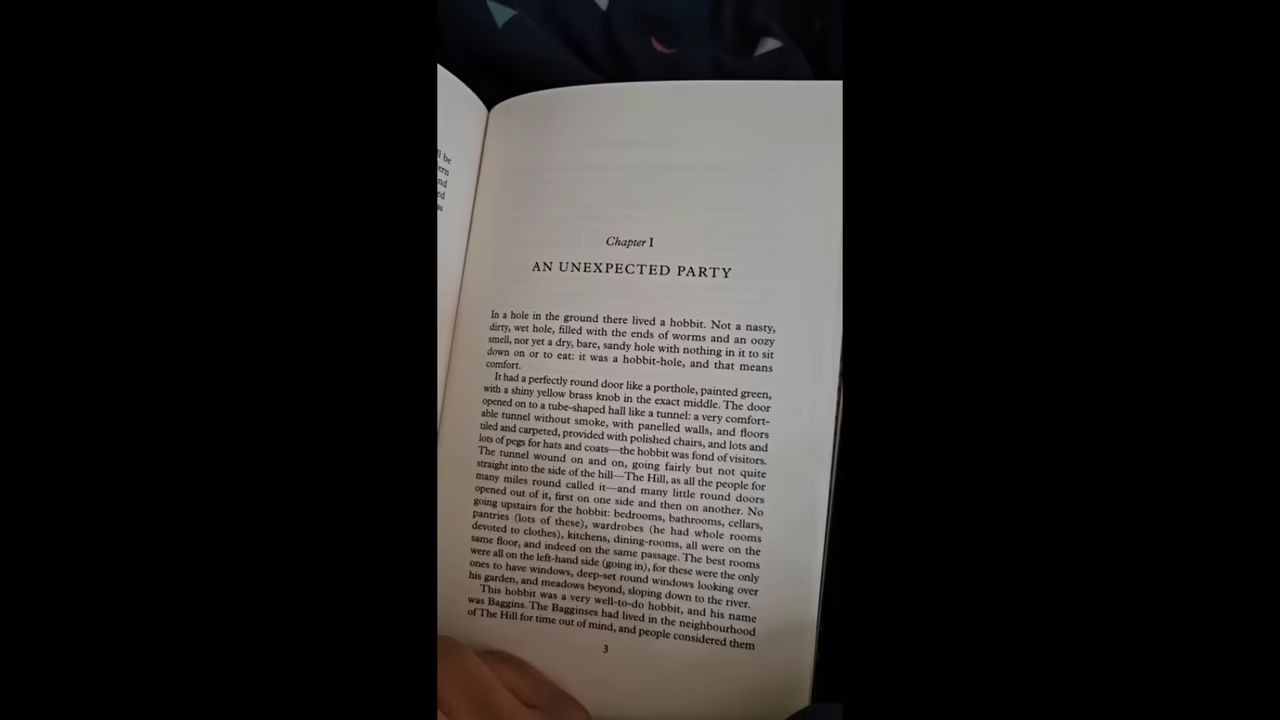 ll be
ern
nd
ed
as
Chapter I
AN UNEXPECTED PARTY
In a hole in the ground there lived a hobbit. Not a nasty,
dirty, wet hole, filled with the ends of worms and an oozy
smell, nor yet a dry, bare, sandy hole with nothing in it to sit
down on or to eat: it was a hobbit-hole, and that means
comfort.
It had a perfectly round door like a porthole, painted green,
with a shiny yellow brass knob in the exact middle. The door
opened on to a tube-shaped hall like a tunnel: a very comfort-
able tunnel without smoke, with panelled walls, and floors
tiled and carpeted, provided with polished chairs, and lots and
lots of pegs for hats and coats—the hobbit was fond of visitors.
The tunnel wound on and on, going fairly but not quite
straight into the side of the hill—The Hill, as all the people for
many miles round called it—and many little round doors
opened out of it, first on one side and then on another. No
going upstairs for the hobbit: bedrooms, bathrooms, cellars,
pantries (lots of these), wardrobes (he had whole rooms
devoted to clothes), kitchens, dining-rooms, all were on the
same floor, and indeed on the same passage. The best rooms
were all on the left-hand side (going in), for these were the only
ones to have windows, deep-set round windows looking over
his garden, and meadows beyond, sloping down to the river.
This hobbit was a very well-to-do hobbit, and his name
was Baggins. The Bagginses had lived in the neighbourhood
of The Hill for time out of mind, and people considered them
3